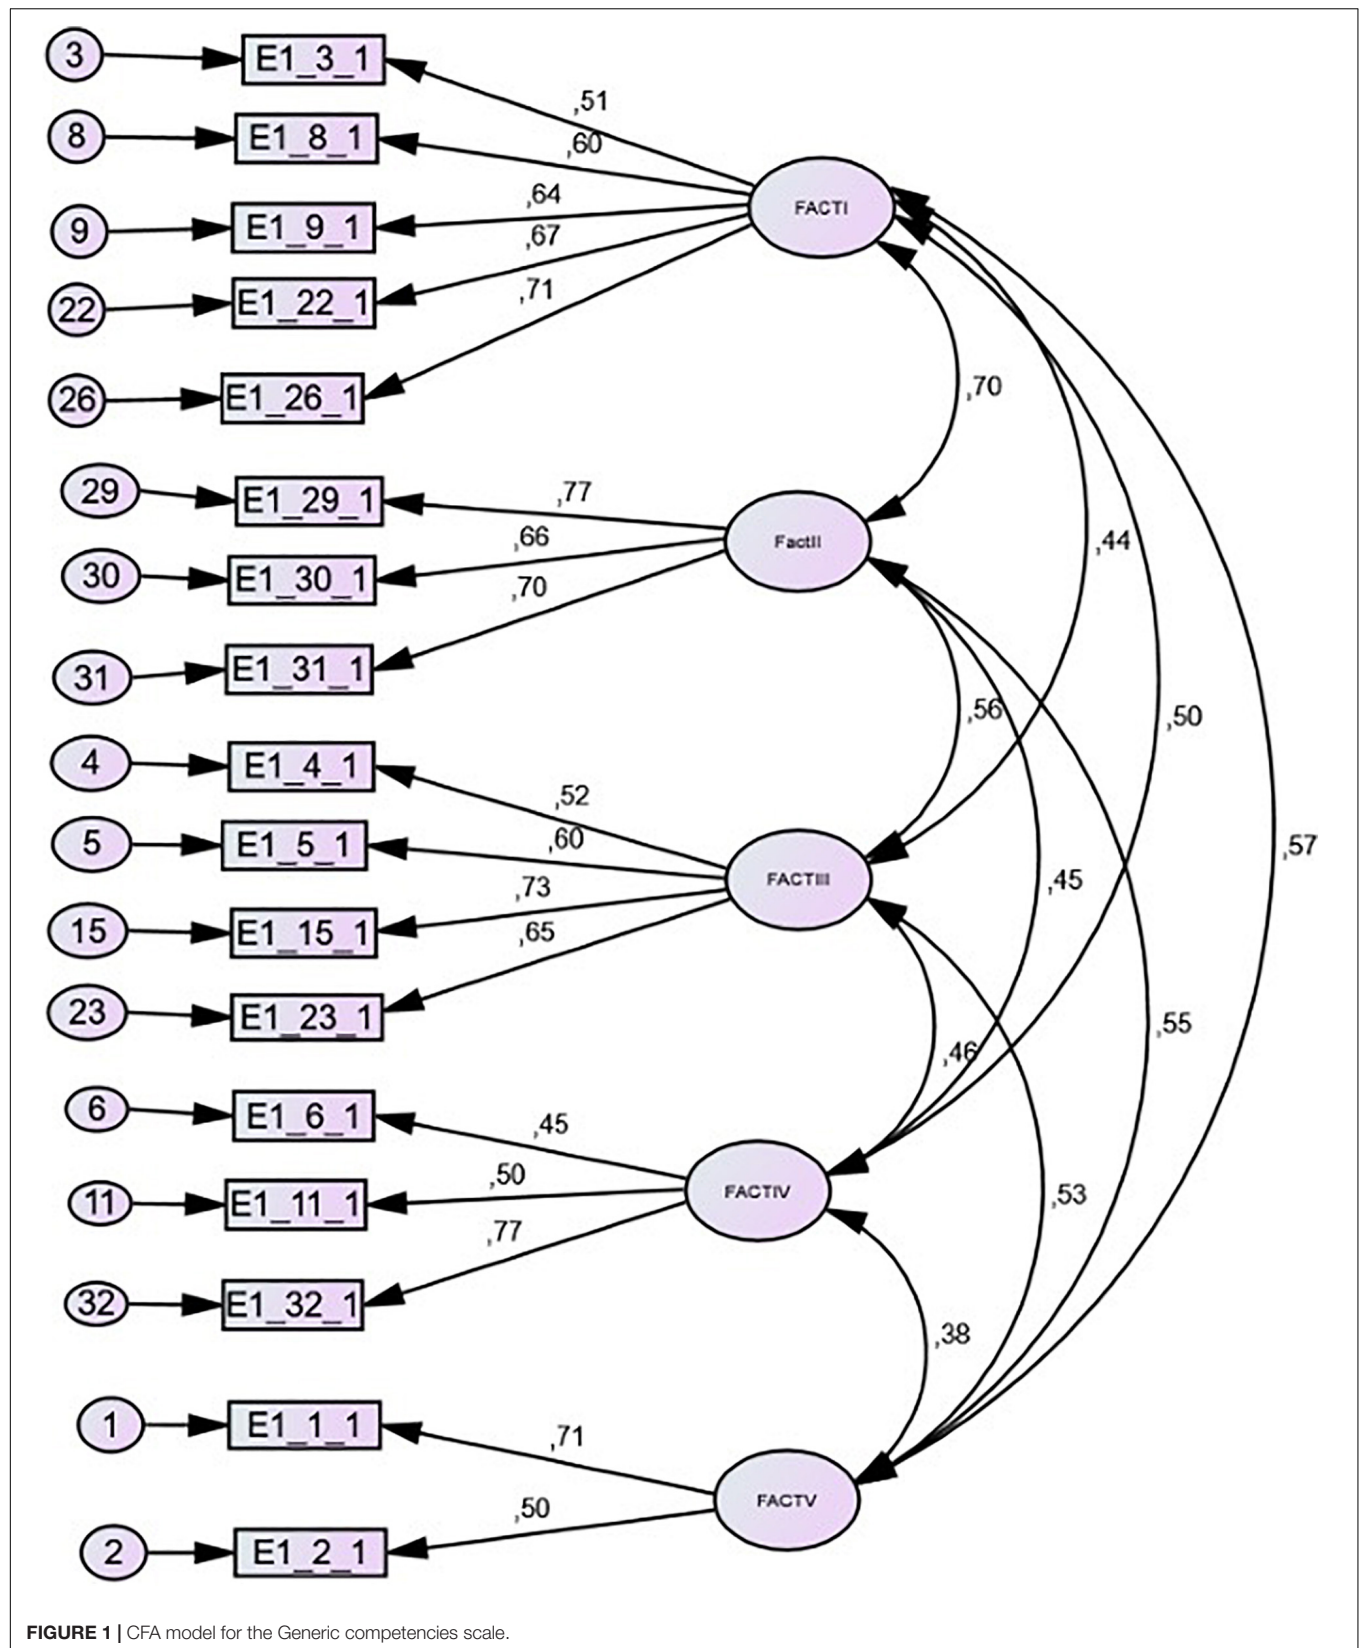 3 E1_3_1
,51
8 E1_8_1
,60
FACTI
9 E1_9_1
,64
22 E1_22_1
,67
26 E1_26_1
,71
,70
29 E1_29_1
,77
FactII
,44
30 E1_30_1
,66
31 E1_31_1
,70
,56
,50
4 E1_4_1
,52
5 E1_5_1
,60
,57
FACTIII
,45
15 E1_15_1
,73
23 E1_23_1
,65
,46
,55
6 E1_6_1
,45
FACTIV
,53
11 E1_11_1
,50
32 E1_32_1
,77
,38
1 E1_1_1
,71
FACTV
2 E1_2_1
,50
FIGURE 1 | CFA model for the Generic competencies scale.